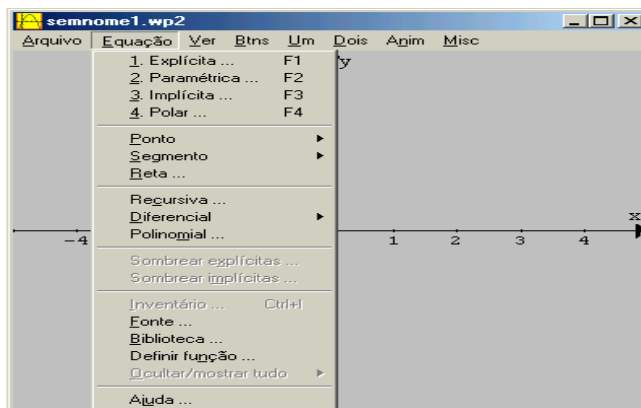 semnome1.wp2
Arquivo Equação Ver Btns Um Dois Anim Misc
1. Explícita ... F1
2. Paramétrica ... F2
3. Implícita ... F3
4. Polar ... F4
Ponto
Segmento
Reta ...
Recursiva ...
Diferencial
Polinomial ...
Sombrear explícitas ...
Sombrear implícitas ...
Inventário ... Ctrl+I
Fonte ...
Biblioteca ...
Definir função ...
Ocultar/mostrar tudo
Ajuda ...
y
x
-4 1 2 3 4